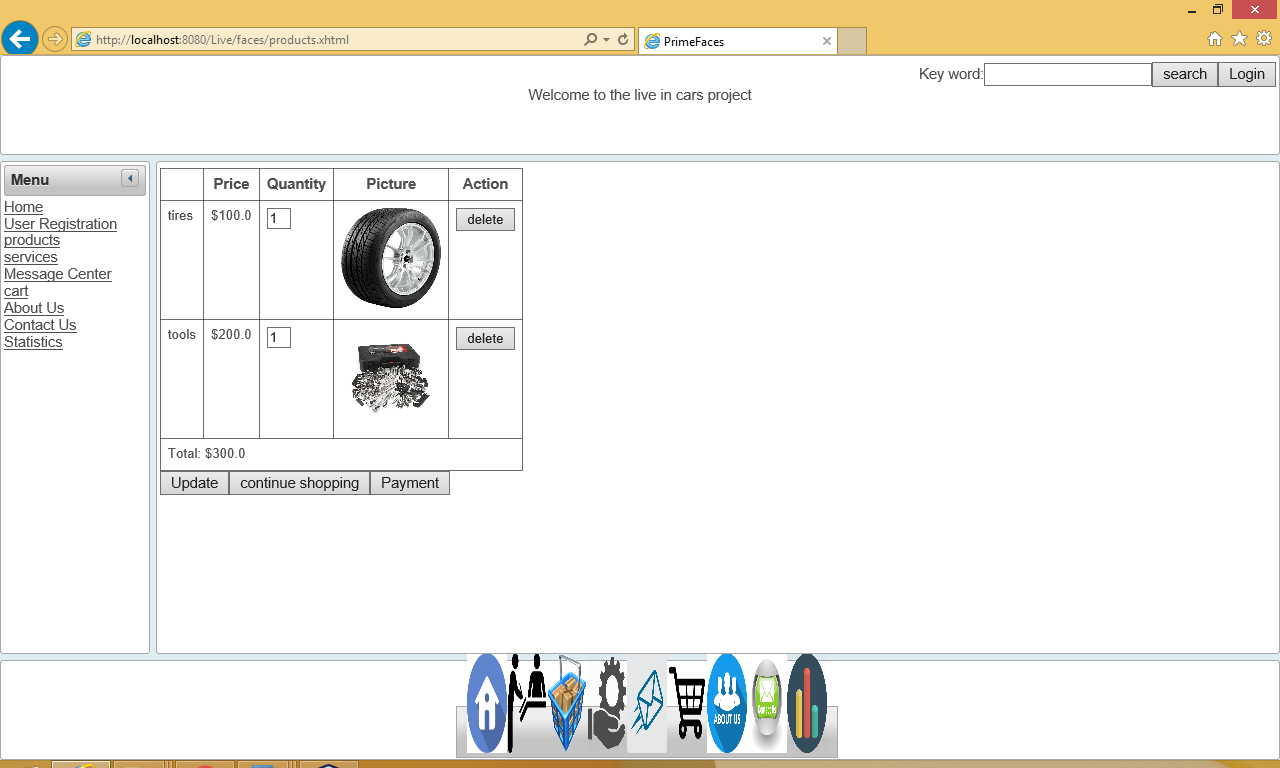 http://localhost:8080/Live/faces/products.xhtml
PrimeFaces
Key word: search Login
Welcome to the live in cars project
Menu
Home
User Registration
products
services
Message Center
cart
About Us
Contact Us
Statistics
Price Quantity Picture Action
tires $100.0 1 delete
tools $200.0 1 delete
Total: $300.0
Update continue shopping Payment
ABOUT US
Contact Us